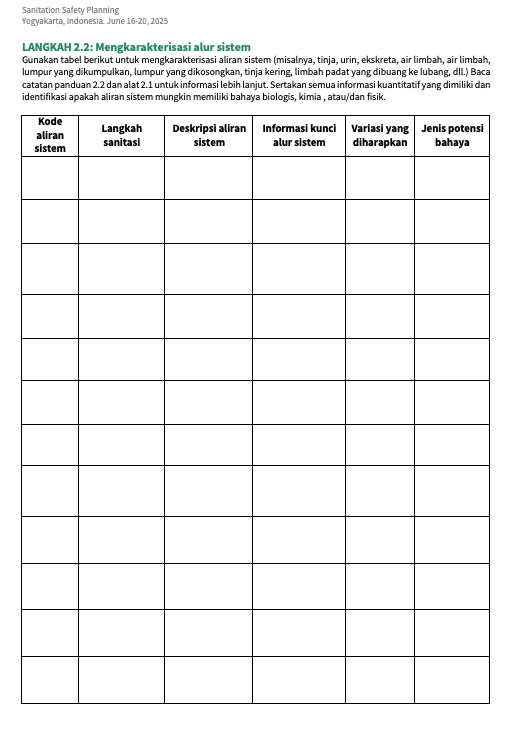 Sanitation Safety Planning
Yogyakarta, Indonesia. June 16-20, 2025
LANGKAH 2.2: Mengkarakterisasi alur sistem
Gunakan tabel berikut untuk mengkarakterisasi aliran sistem (misalnya, tinja, urin, ekskreta, air limbah, air limbah,
lumpur yang dikumpulkan, lumpur yang dikosongkan, tinja kering, limbah padat yang dibuang ke lubang, dll.) Baca
catatan panduan 2.2 dan alat 2.1 untuk informasi lebih lanjut. Sertakan semua informasi kuantitatif yang dimiliki dan
identifikasi apakah aliran sistem mungkin memiliki bahaya biologis, kimia , atau/dan fisik.
Kode
aliran
sistem
Langkah
sanitasi
Deskripsi aliran
sistem
Informasi kunci
alur sistem
Variasi yang
diharapkan
Jenis potensi
bahaya